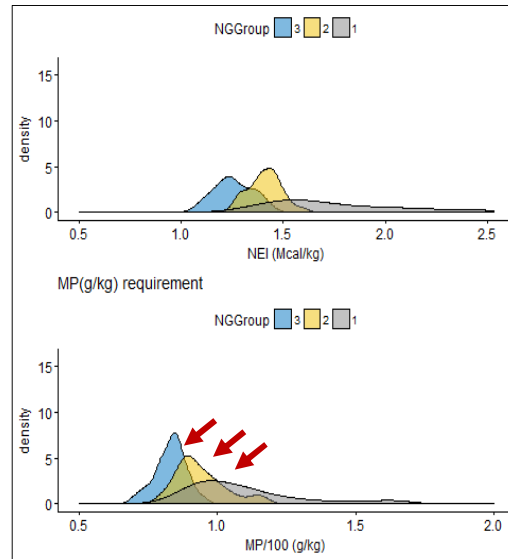 NGGroup 3 2 1
15
10
5
0
density
0.5 1.0 1.5 2.0 2.5
NEl (Mcal/kg)
MP(g/kg) requirement
NGGroup 3 2 1
15
10
5
0
density
0.5 1.0 1.5 2.0
MP/100 (g/kg)